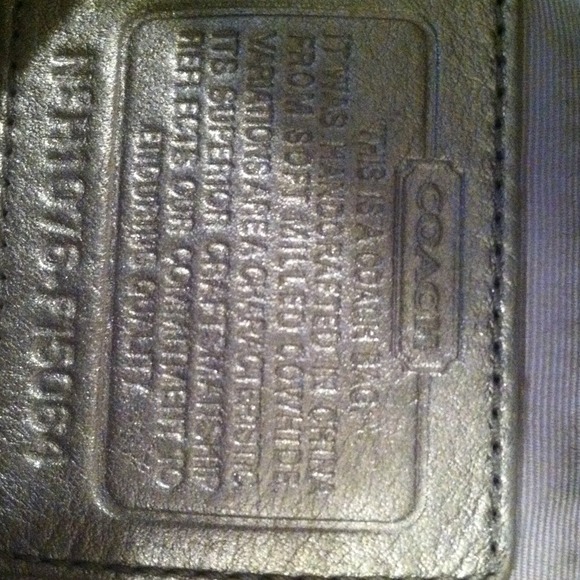 COACH
THIS IS A COACH BAG.
IT WAS HANDCRAFTED IN CHINA
FROM SOFT MILLED COWHIDE.
VARIATIONS ARE CHARACTERISTIC
ITS SUPERIOR CRAFTSMANSHIP
REFLECTS OUR COMMITMENT TO
ENDURING QUALITY.
F15064